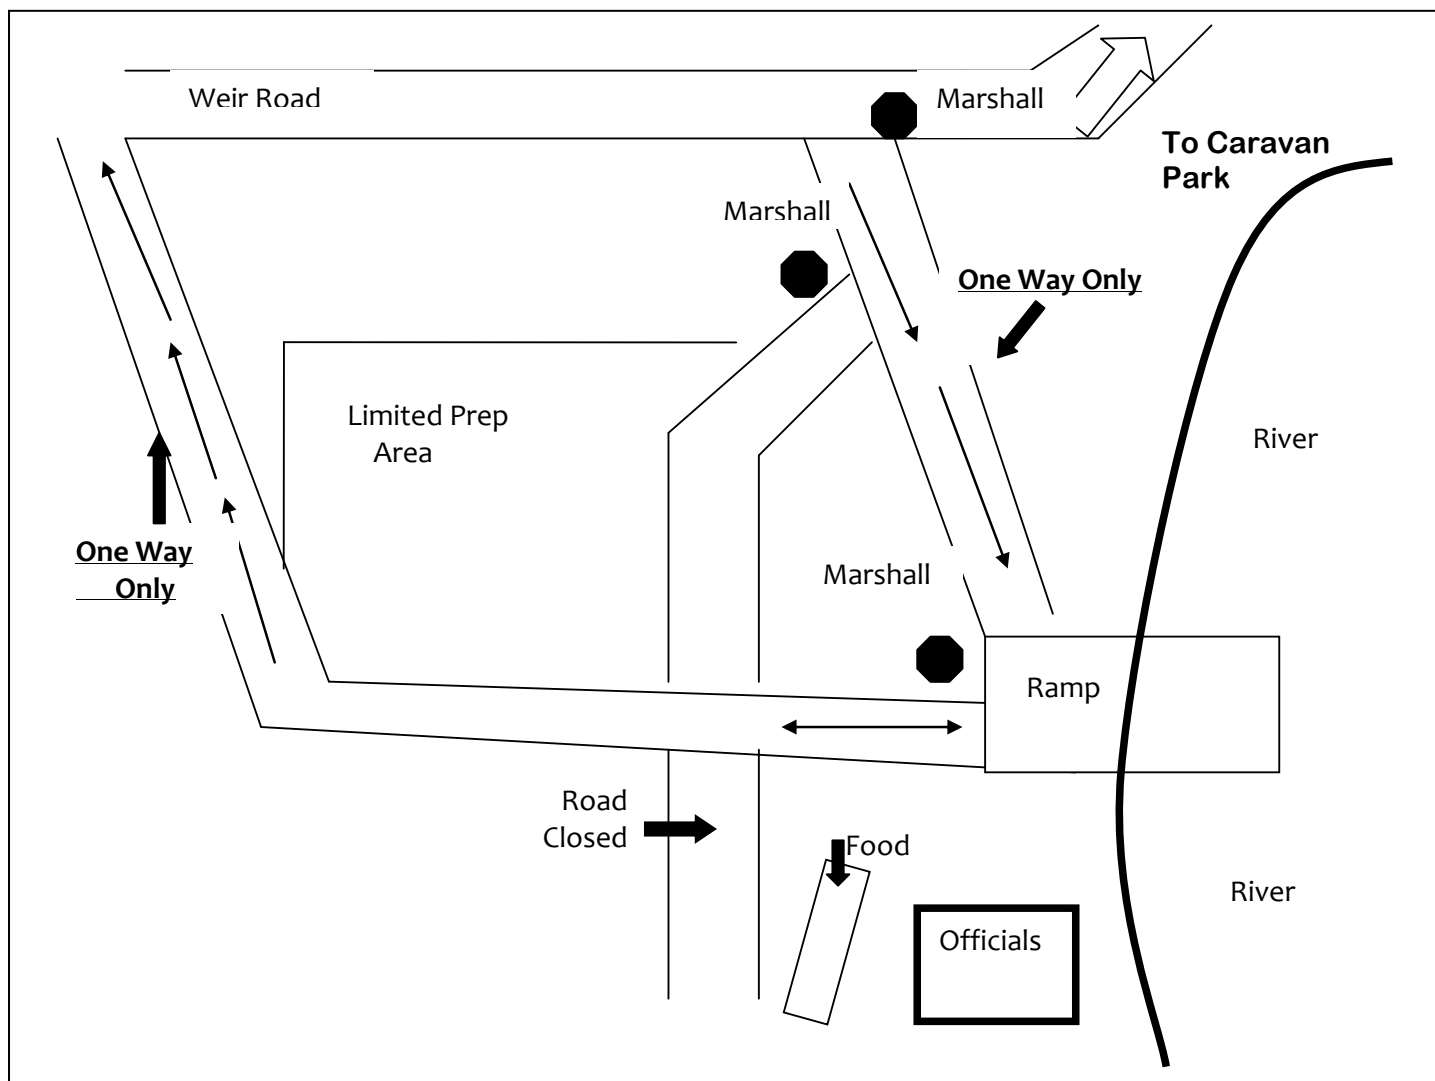 Weir Road
Marshall
To Caravan
Park
Marshall
One Way Only
Limited Prep
Area
River
One Way
Only
Marshall
Ramp
Road
Closed
Food
River
Officials